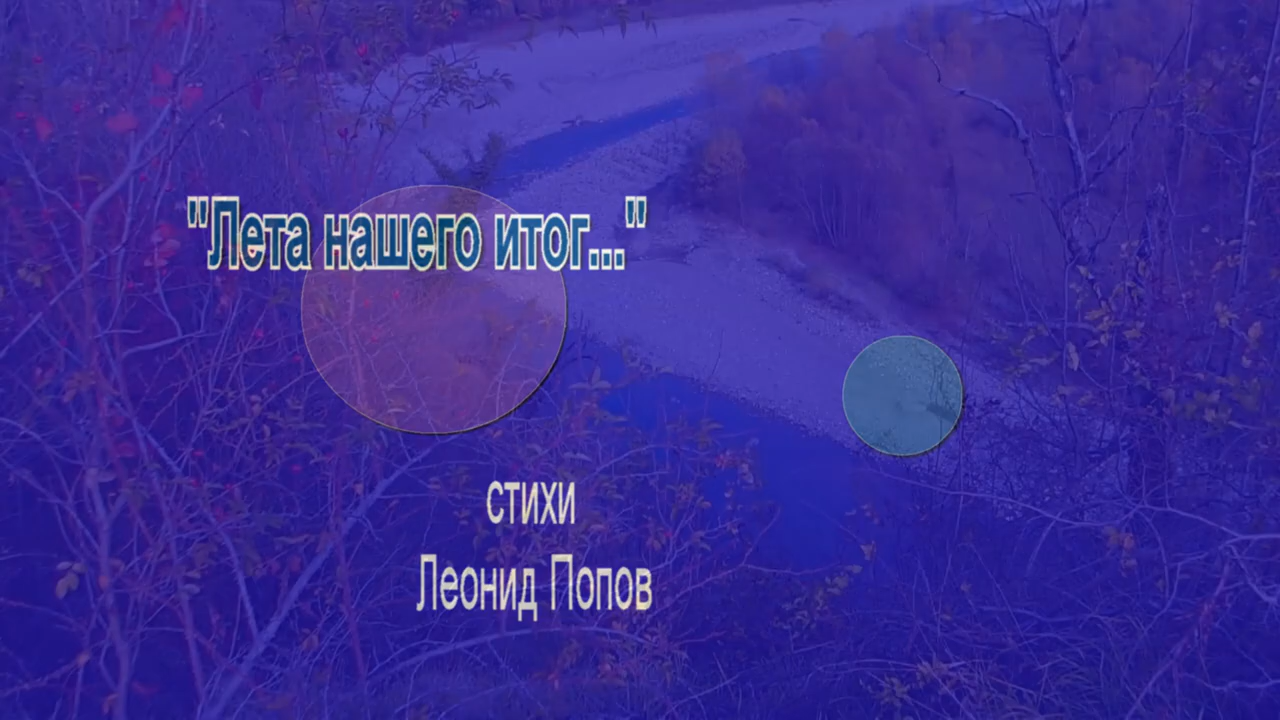 "Лета нашего итог..."
стихи
Леонид Попов